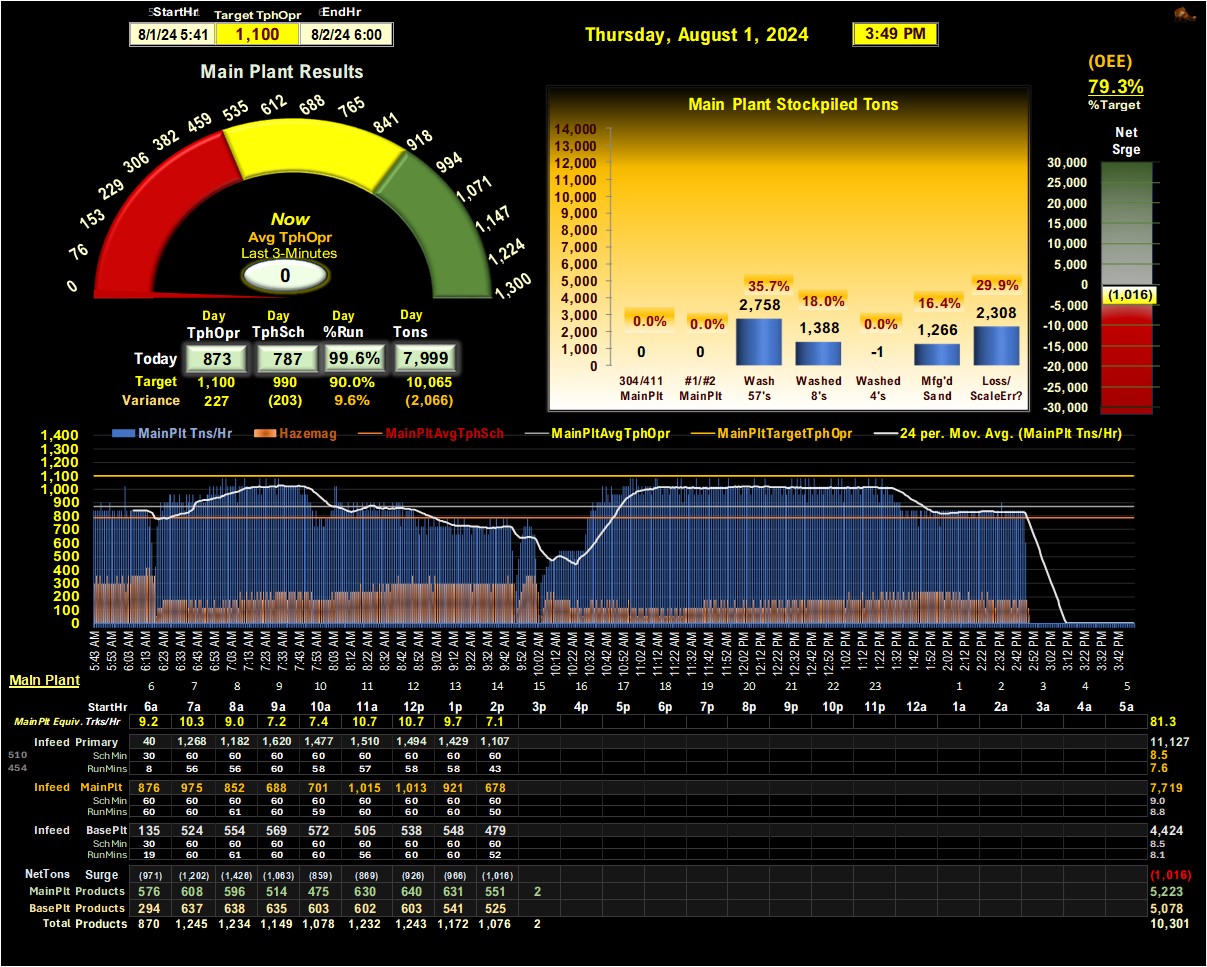 StartHr Target TphOpr EndHr
8/1/24 5:41 1,100 8/2/24 6:00
Thursday, August 1, 2024 3:49 PM
(OEE)
79.3%
%Target
Main Plant Results
0 76 153 229 306 382 459 535 612 688 765 841 918 994 1,071 1,147 1,224 1,300
Now
Avg TphOpr
Last 3-Minutes
0
Day Day Day Day
TphOpr TphSch %Run Tons
Today 873 787 99.6% 7,999
Target 1,100 990 90.0% 10,065
Variance 227 (203) 9.6% (2,066)
Main Plant Stockpiled Tons
14,000
13,000
12,000
11,000
10,000
9,000
8,000
7,000
6,000
5,000
4,000
3,000
2,000
1,000
0
0.0% 0.0% 35.7% 18.0% 0.0% 16.4% 29.9%
0 0 2,758 1,388 -1 1,266 2,308
304/411 #1/#2 Wash Washed Washed Mfg'd Loss/
MainPlt MainPlt 57's 8's 4's Sand ScaleErr?
Net
Srge
30,000
25,000
20,000
15,000
10,000
5,000
0
(1,016)
-5,000
-10,000
-15,000
-20,000
-25,000
-30,000
MainPlt Tns/Hr Hazemag MainPltAvgTphSch MainPltAvgTphOpr MainPltTargetTphOpr 24 per. Mov. Avg. (MainPlt Tns/Hr)
1,400
1,300
1,200
1,100
1,000
900
800
700
600
500
400
300
200
100
0
5:43 AM 5:53 AM 6:03 AM 6:13 AM 6:23 AM 6:33 AM 6:43 AM 6:53 AM 7:03 AM 7:13 AM 7:23 AM 7:33 AM 7:43 AM 7:53 AM 8:03 AM 8:12 AM 8:22 AM 8:32 AM 8:42 AM 8:52 AM 9:02 AM 9:12 AM 9:22 AM 9:32 AM 9:42 AM 9:52 AM 10:02 AM 10:12 AM 10:22 AM 10:32 AM 10:42 AM 10:52 AM 11:02 AM 11:12 AM 11:22 AM 11:32 AM 11:42 AM 11:52 AM 12:02 PM 12:12 PM 12:22 PM 12:32 PM 12:42 PM 12:52 PM 1:02 PM 1:12 PM 1:22 PM 1:32 PM 1:42 PM 1:52 PM 2:02 PM 2:12 PM 2:22 PM 2:32 PM 2:42 PM 2:52 PM 3:02 PM 3:12 PM 3:22 PM 3:32 PM 3:42 PM
Main Plant 6 7 8 9 10 11 12 13 14 15 16 17 18 19 20 21 22 23 1 2 3 4 5
StartHr 6a 7a 8a 9a 10a 11a 12p 1p 2p 3p 4p 5p 6p 7p 8p 9p 10p 11p 12a 1a 2a 3a 4a 5a
MainPlt Equiv. Trks/Hr 9.2 10.3 9.0 7.2 7.4 10.7 10.7 9.7 7.1 81.3
Infeed Primary 40 1,268 1,182 1,620 1,477 1,510 1,494 1,429 1,107 11,127
510 SchMin 30 60 60 60 60 60 60 60 60 8.5
454 RunMins 8 56 56 60 58 57 58 58 43 7.6
Infeed MainPlt 876 975 852 688 701 1,015 1,013 921 678 7,719
SchMin 60 60 60 60 60 60 60 60 60 9.0
RunMins 60 60 61 60 59 60 60 60 50 8.8
Infeed BasePlt 135 524 554 569 572 505 538 548 479 4,424
SchMin 30 60 60 60 60 60 60 60 60 8.5
RunMins 19 60 61 60 60 56 60 60 52 8.1
NetTons Surge (971) (1,202) (1,426) (1,063) (859) (869) (926) (966) (1,016) (1,016)
MainPlt Products 576 608 596 514 475 630 640 631 551 2 5,223
BasePlt Products 294 637 638 635 603 602 603 541 525 5,078
Total Products 870 1,245 1,234 1,149 1,078 1,232 1,243 1,172 1,076 2 10,301